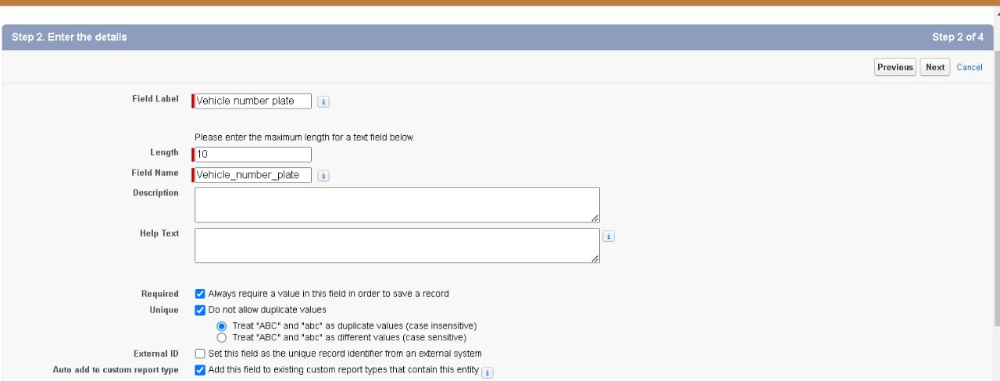 Step 2. Enter the details Step 2 of 4
Previous Next Cancel
Field Label Vehicle number plate i
Please enter the maximum length for a text field below.
Length 10
Field Name Vehicle_number_plate i
Description
Help Text i
Required Always require a value in this field in order to save a record
Unique Do not allow duplicate values
Treat "ABC" and "abc" as duplicate values (case insensitive)
Treat "ABC" and "abc" as different values (case sensitive)
External ID Set this field as the unique record identifier from an external system
Auto add to custom report type Add this field to existing custom report types that contain this entity i